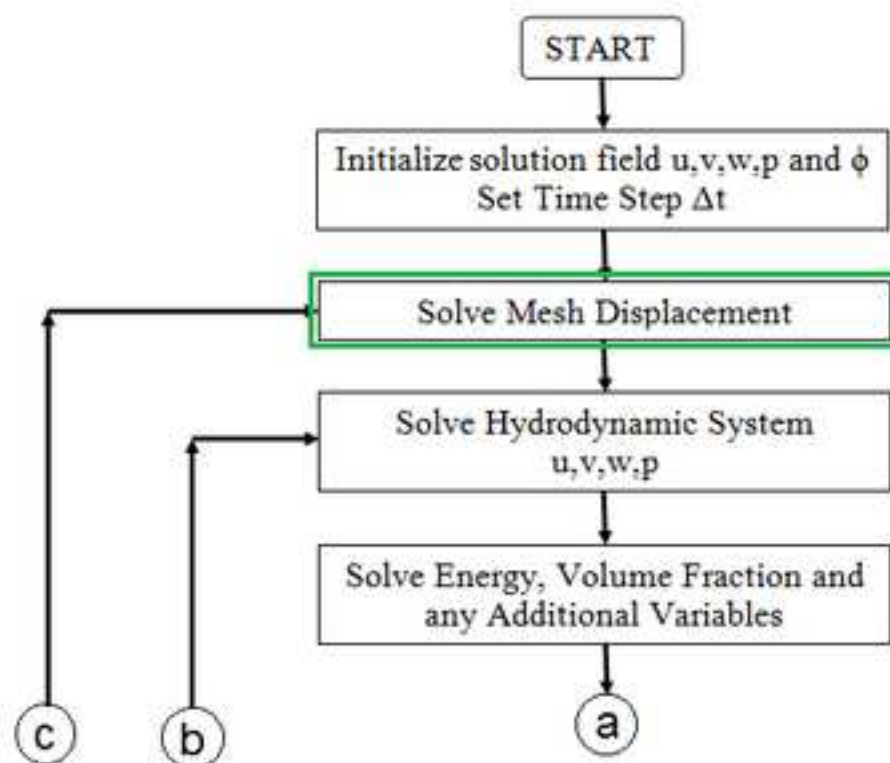 START
Initialize solution field u,v,w,p and ϕ
Set Time Step Δt
Solve Mesh Displacement
Solve Hydrodynamic System
u,v,w,p
Solve Energy, Volume Fraction and
any Additional Variables
c
b
a